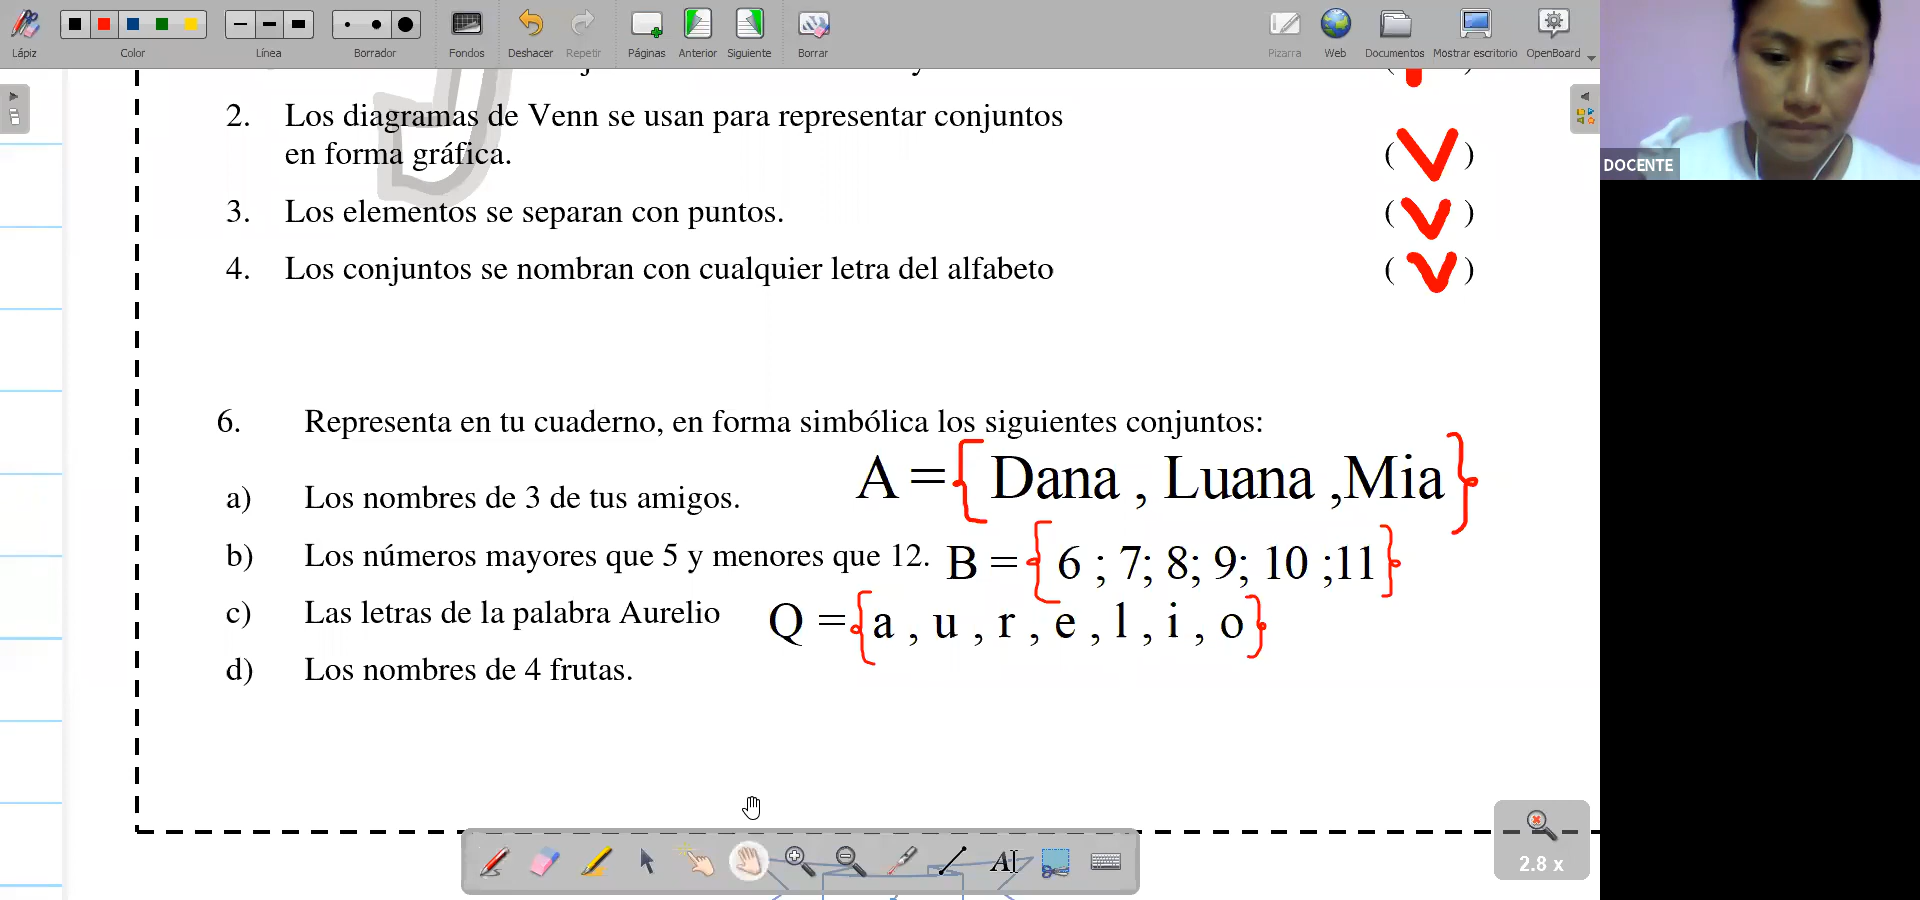 Lápiz Color Línea Borrador Fondos Deshacer Repetir Páginas Anterior Siguiente Borrar Pizarra Web Documentos Mostrar escritorio OpenBoard
2. Los diagramas de Venn se usan para representar conjuntos
en forma gráfica. ( V )
3. Los elementos se separan con puntos. ( V )
4. Los conjuntos se nombran con cualquier letra del alfabeto ( V )
6. Representa en tu cuaderno, en forma simbólica los siguientes conjuntos:
a) Los nombres de 3 de tus amigos. A = { Dana , Luana ,Mia }
b) Los números mayores que 5 y menores que 12. B = { 6 ; 7; 8; 9; 10 ;11 }
c) Las letras de la palabra Aurelio Q = { a , u , r , e , l , i , o }
d) Los nombres de 4 frutas.
2.8 x
DOCENTE